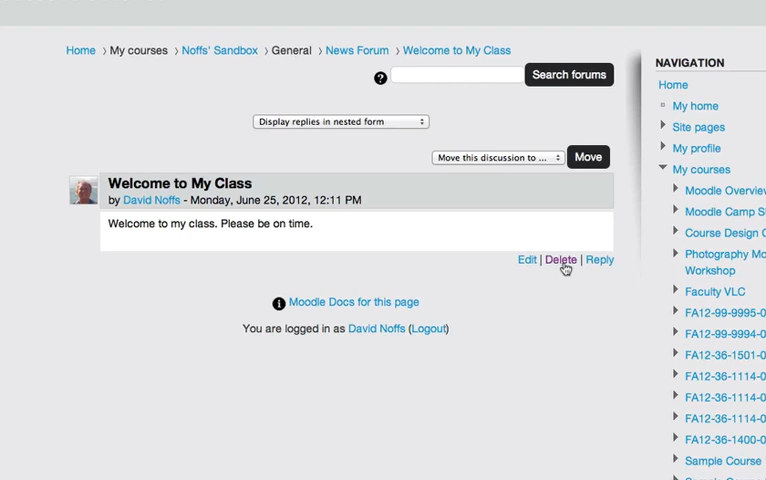 Home > My courses > Noffs' Sandbox > General > News Forum > Welcome to My Class
? Search forums
Display replies in nested form
Move this discussion to ... Move
Welcome to My Class
by David Noffs - Monday, June 25, 2012, 12:11 PM
Welcome to my class. Please be on time.
Edit | Delete | Reply
i Moodle Docs for this page
You are logged in as David Noffs (Logout)
NAVIGATION
Home
My home
Site pages
My profile
My courses
Moodle
Moodle Camp
Course Design
Photography
Workshop
Faculty VLC
FA12-99-9995-0
FA12-99-9994-0
FA12-36-1501-0
FA12-36-1114-0
FA12-36-1114-0
FA12-36-1114-0
FA12-36-1400-0
Sample Course